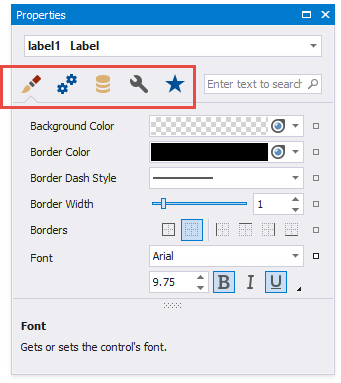 Properties
label1 Label
Enter text to search
Background Color
Border Color
Border Dash Style
Border Width 1
Borders
Font Arial
9.75 B I U
Font
Gets or sets the control's font.